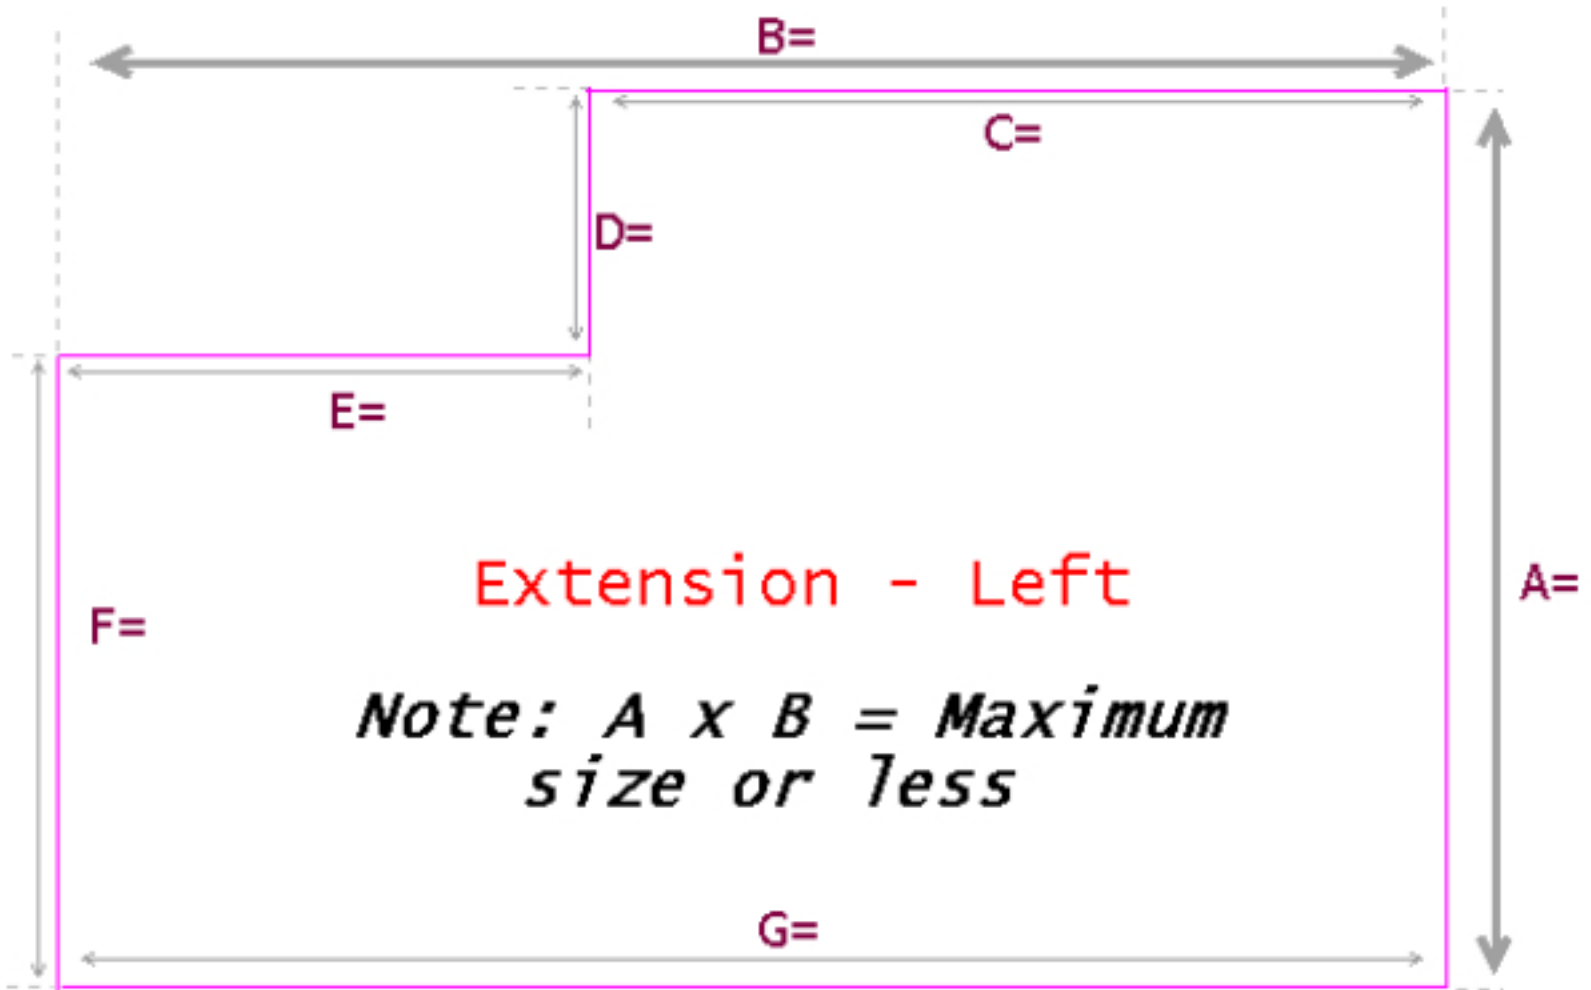 B=
C=
D=
E=
Extension - Left
A=
F=
Note: A x B = Maximum
size or less
G=